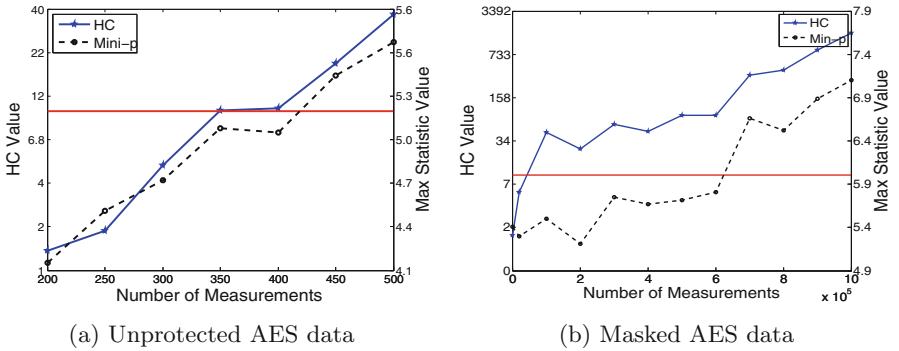 40
22
12
6.8
4
2
1
HC Value
HC
Mini-p
5.6
5.6
5.3
5.0
4.7
4.4
4.1
Max Statistic Value
200 250 300 350 400 450 500
Number of Measurements
(a) Unprotected AES data
3392
733
158
34
7
2
0
HC Value
HC
Min-p
7.9
7.4
6.9
6.4
5.9
5.4
4.9
Max Statistic Value
0 2 4 6 8 10
x 10^5
Number of Measurements
(b) Masked AES data